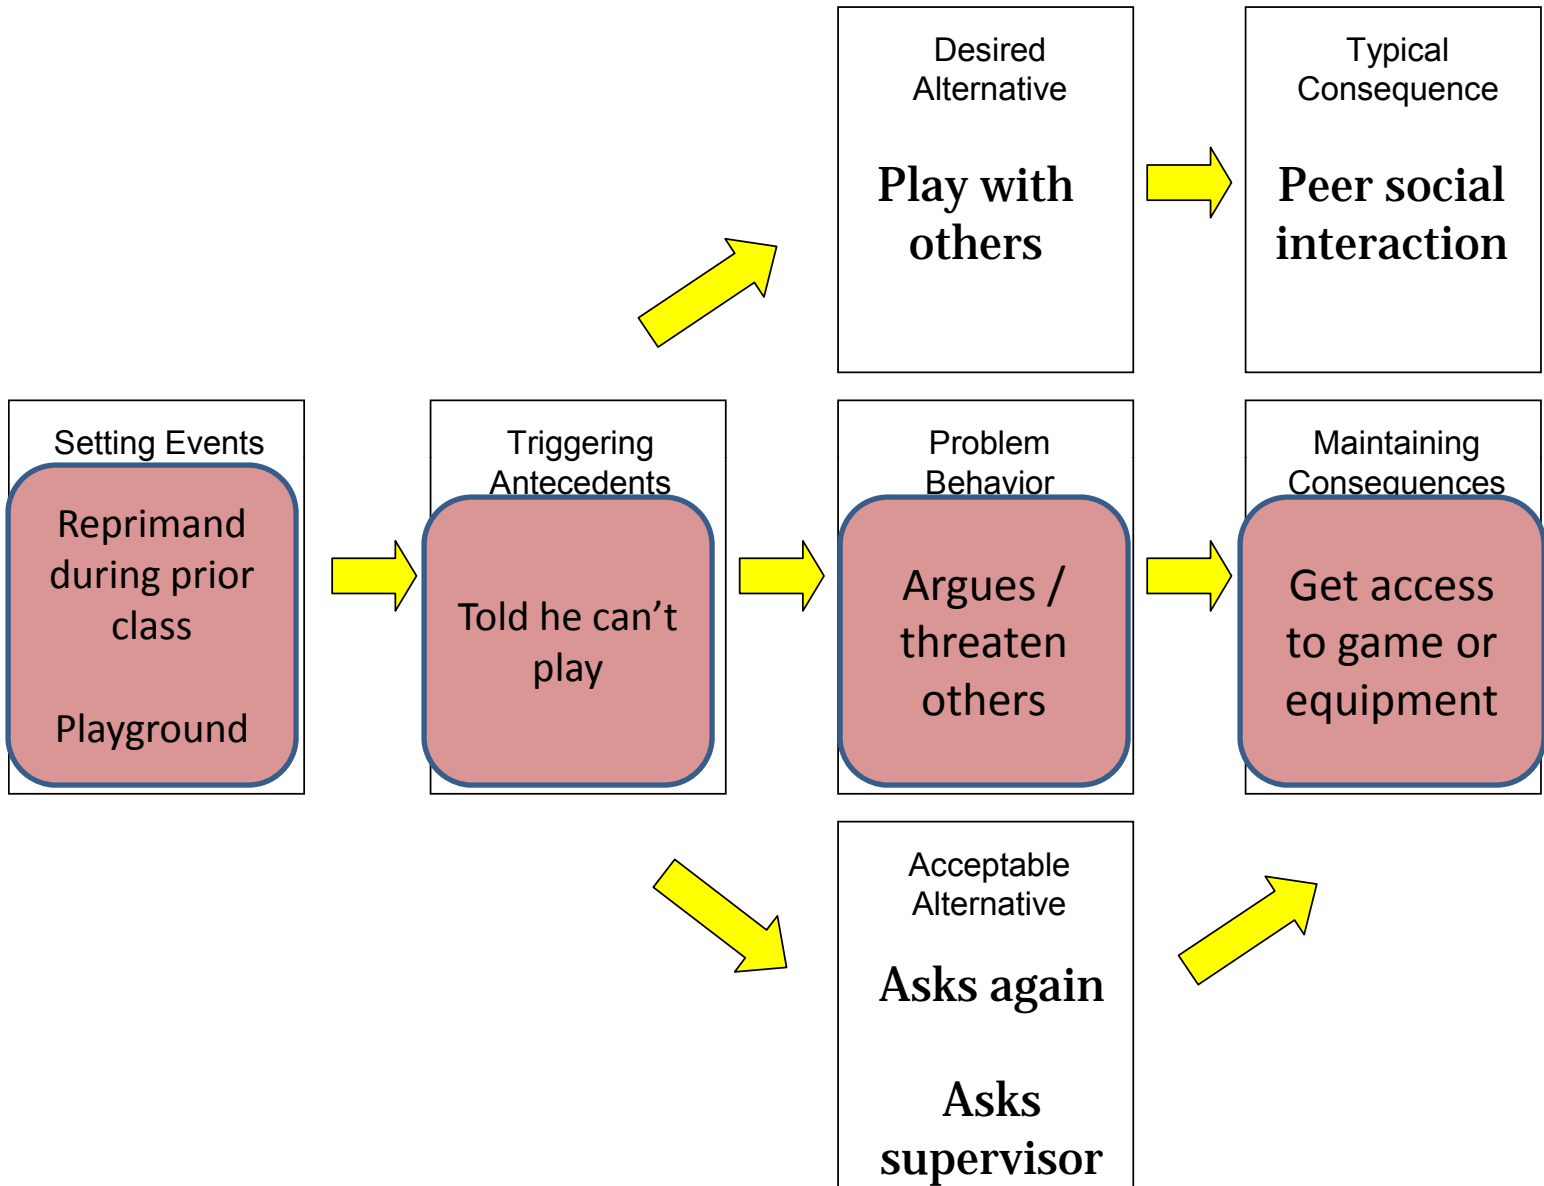 Desired
Alternative
Play with
others
Typical
Consequence
Peer social
interaction
Setting Events
Reprimand
during prior
class
Playground
Triggering
Antecedents
Told he can’t
play
Problem
Behavior
Argues /
threaten
others
Maintaining
Consequences
Get access
to game or
equipment
Acceptable
Alternative
Asks again
Asks
supervisor